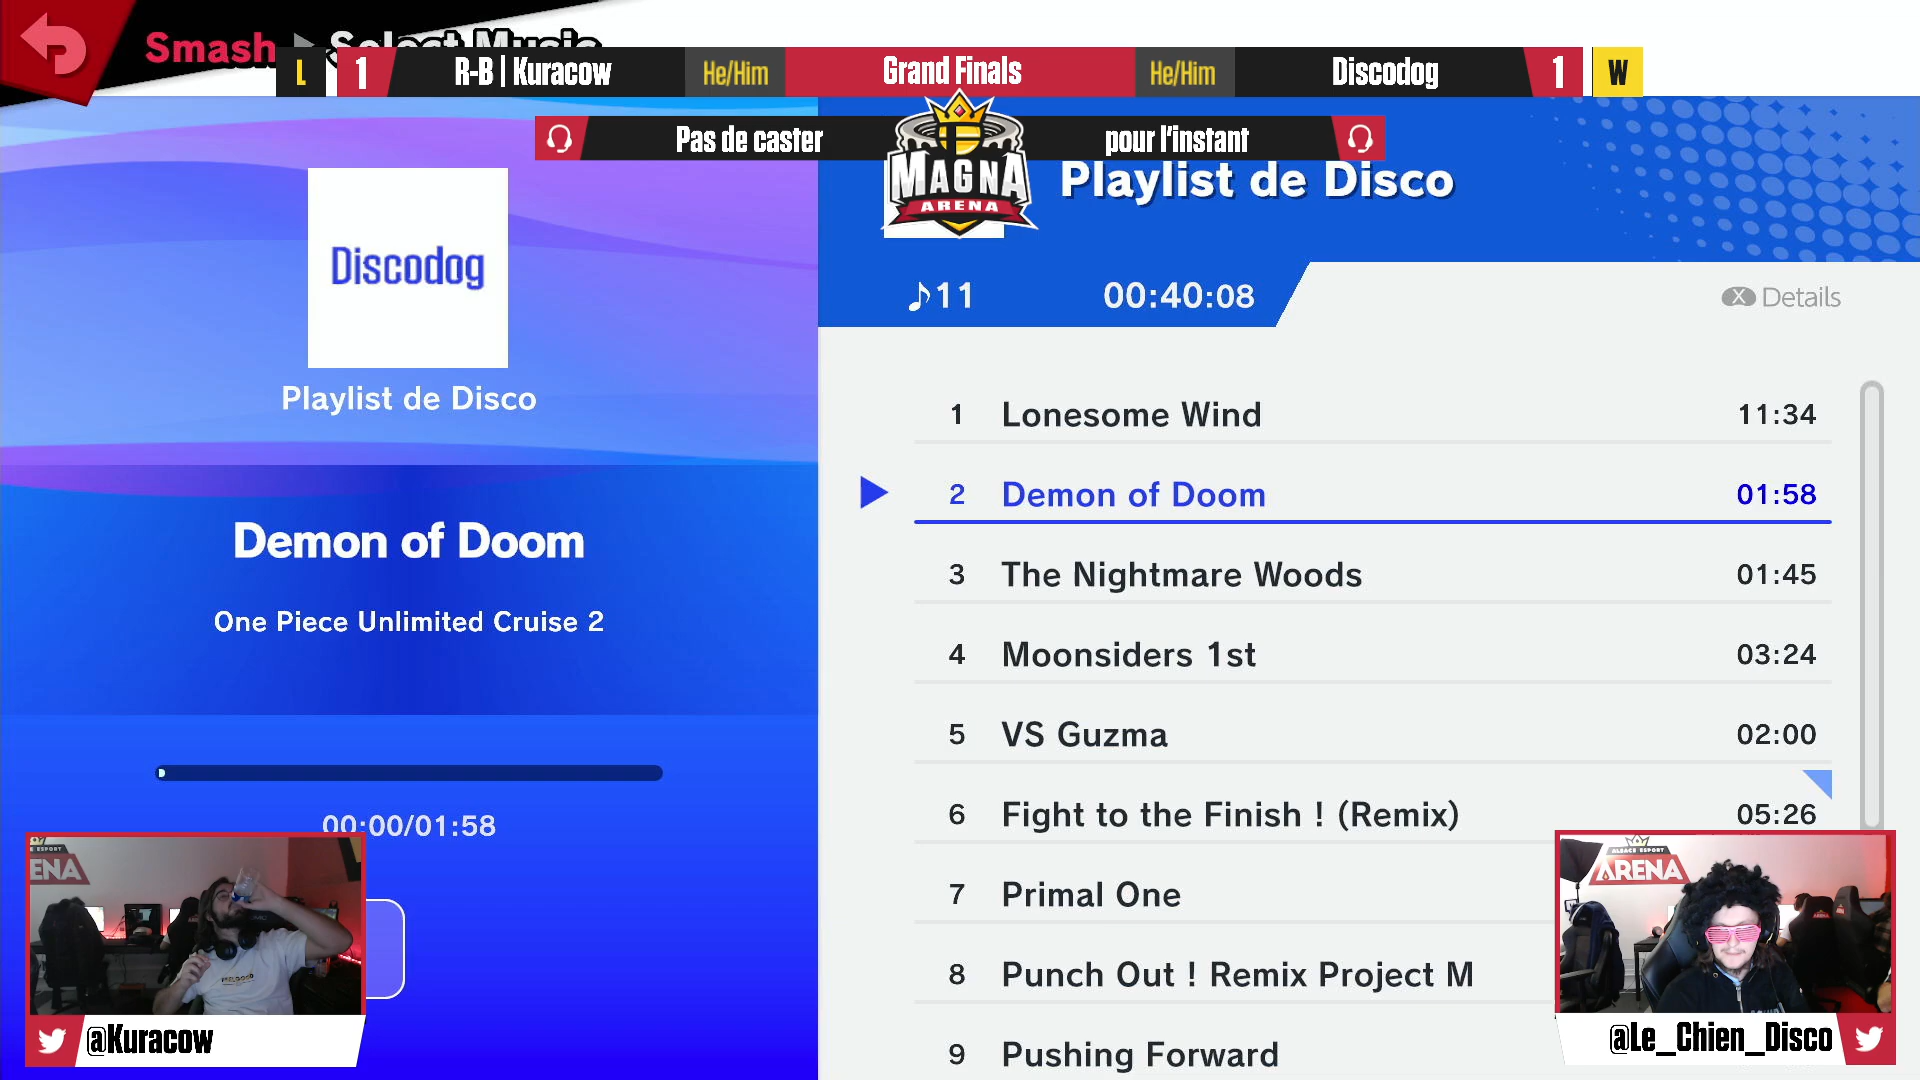 Smash ▶ Select Music
L 1 R-B | Kuracow He/Him Grand Finals He/Him Discodog 1 W
Pas de caster pour l'instant
MAGNA
ARENA
Discodog
Playlist de Disco
Demon of Doom
One Piece Unlimited Cruise 2
00:00/01:58
Playlist de Disco
♪11 00:40:08
X Details
1 Lonesome Wind 11:34
2 Demon of Doom 01:58
3 The Nightmare Woods 01:45
4 Moonsiders 1st 03:24
5 VS Guzma 02:00
6 Fight to the Finish ! (Remix) 05:26
7 Primal One
8 Punch Out ! Remix Project M
9 Pushing Forward
ENA
@Kuracow
ALSACE ESPORT
ARENA
@Le_Chien_Disco